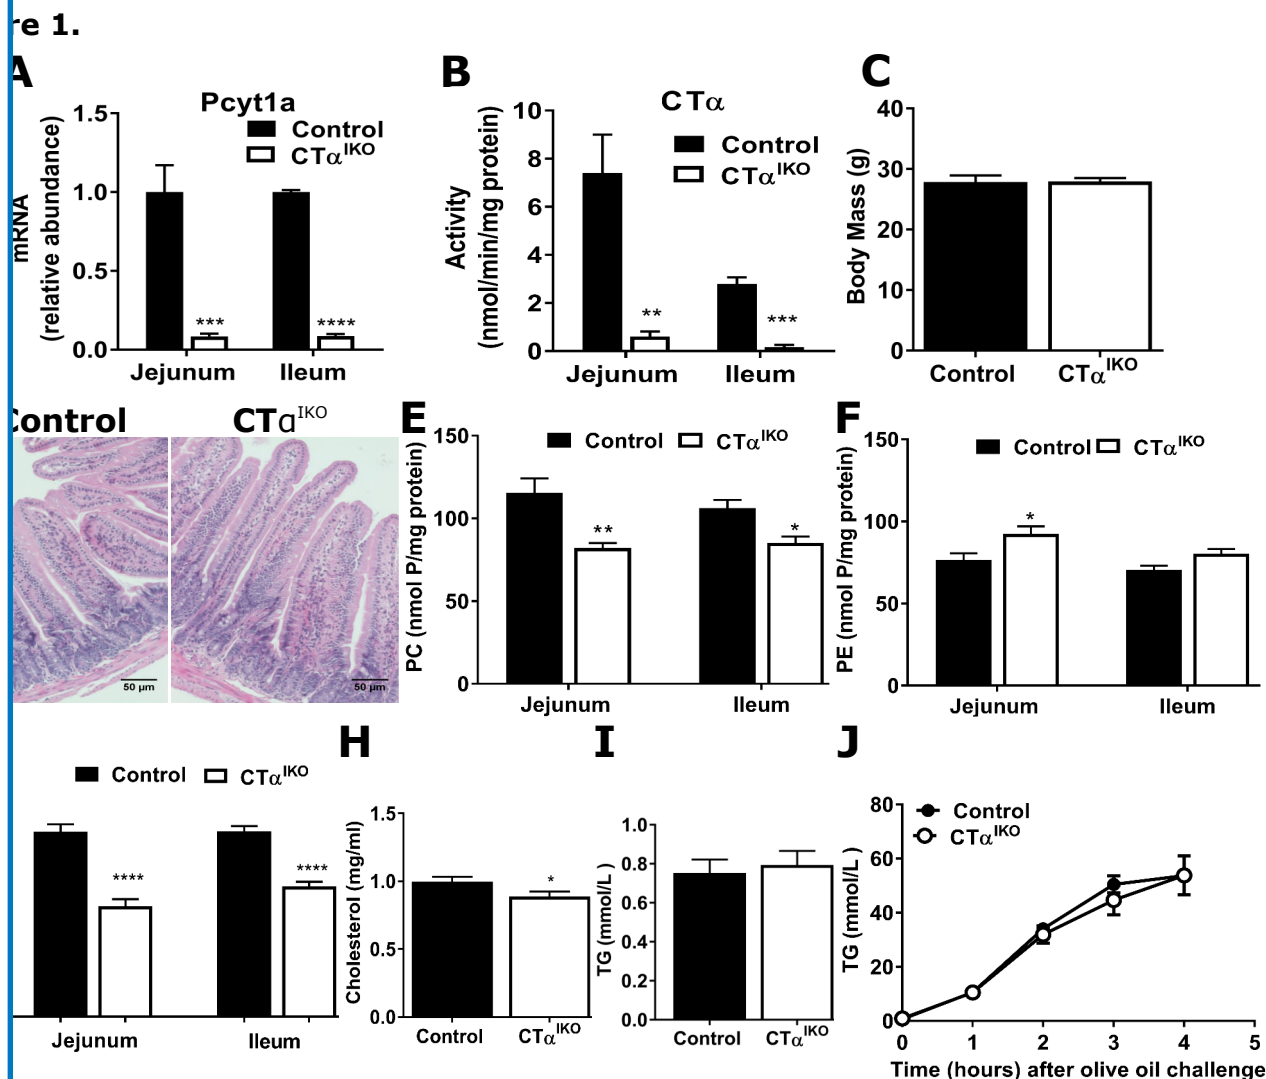 re 1.
A
Pcyt1a
Control
CTα^IKO
mRNA
(relative abundance)
1.5
1.0
0.5
0.0
***
****
Jejunum
Ileum
B
CTα
Control
CTα^IKO
Activity
(nmol/min/mg protein)
10
8
6
4
2
0
**
***
Jejunum
Ileum
C
Body Mass (g)
40
30
20
10
0
Control
CTα^IKO
Control
CTɑ^IKO
50 µm
50 µm
E
Control
CTα^IKO
PC (nmol P/mg protein)
150
100
50
0
**
*
Jejunum
Ileum
F
Control
CTα^IKO
PE (nmol P/mg protein)
150
100
50
0
*
Jejunum
Ileum
Control
CTα^IKO
****
****
Jejunum
Ileum
H
Cholesterol (mg/ml)
1.5
1.0
0.5
0.0
*
Control
CTα^IKO
I
TG (mmol/L )
1.0
0.8
0.6
0.4
0.2
0.0
Control
CTα^IKO
J
Control
CTα^IKO
TG (mmol/L )
80
60
40
20
0
0 1 2 3 4 5
Time (hours) after olive oil challenge